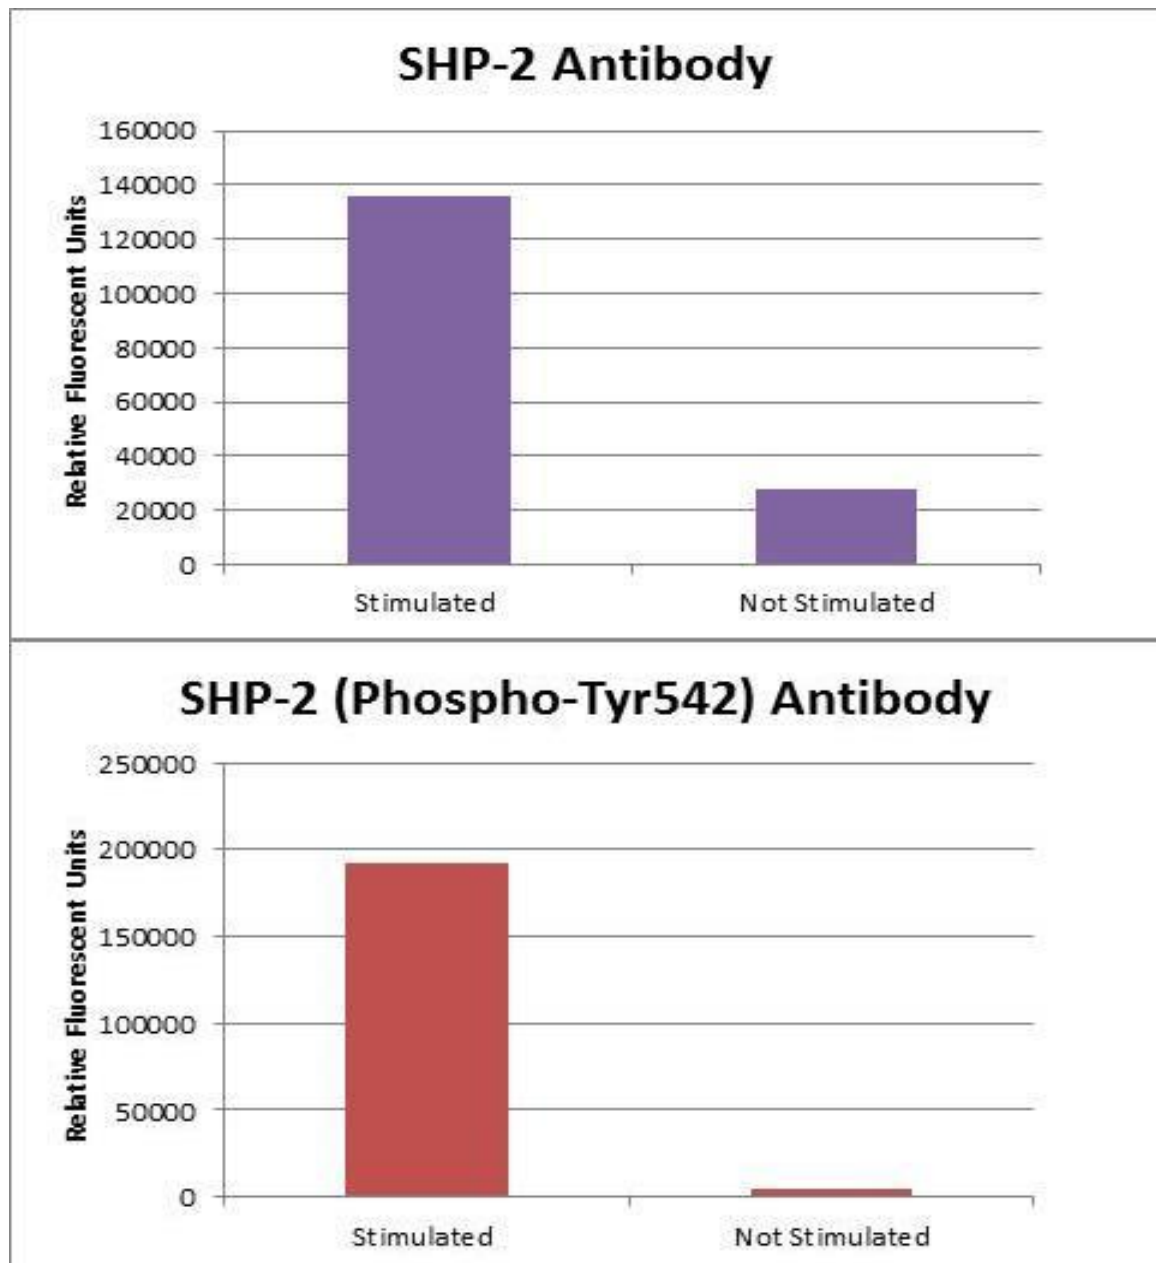 SHP-2 Antibody
Relative Fluorescent Units
160000
140000
120000
100000
80000
60000
40000
20000
0
Stimulated
Not Stimulated
SHP-2 (Phospho-Tyr542) Antibody
Relative Fluorescent Units
250000
200000
150000
100000
50000
0
Stimulated
Not Stimulated